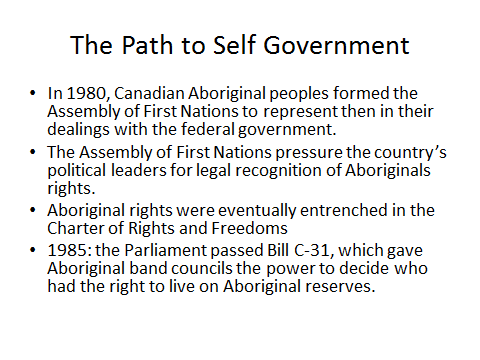 The Path to Self Government
• In 1980, Canadian Aboriginal peoples formed the
Assembly of First Nations to represent then in their
dealings with the federal government.
• The Assembly of First Nations pressure the country's
political leaders for legal recognition of Aboriginals
rights.
• Aboriginal rights were eventually entrenched in the
Charter of Rights and Freedoms
• 1985: the Parliament passed Bill C-31, which gave
Aboriginal band councils the power to decide who
had the right to live on Aboriginal reserves.